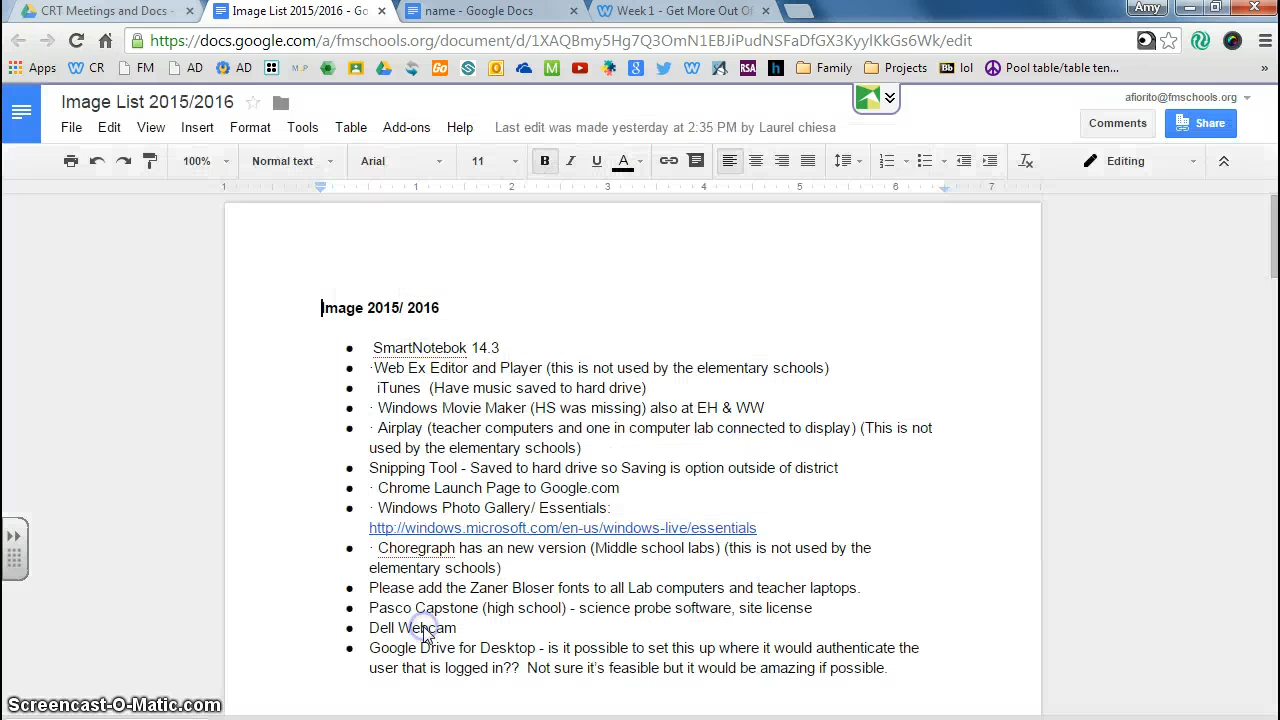 CRT Meetings and Docs -
Image List 2015/2016 - Go
name - Google Docs
Week 1 - Get More Out Of
Amy
https://docs.google.com/a/fmschools.org/document/d/1XAQBmy5Hg7Q3OmN1EBJiPudNSFaDfGX3KyylKkGs6Wk/edit
Apps
CR
FM
AD
AD
Go
RSA
h
Family
Projects
Bb lol
Pool table/table ten...
Image List 2015/2016
afiorito@fmschools.org
File Edit View Insert Format Tools Table Add-ons Help
Last edit was made yesterday at 2:35 PM by Laurel chiesa
Comments
Share
100%
Normal text
Arial
11
B I U A
Editing
1 1 2 3 4 5 6 7
Image 2015/ 2016
● SmartNotebok 14.3
● ·Web Ex Editor and Player (this is not used by the elementary schools)
● iTunes (Have music saved to hard drive)
● · Windows Movie Maker (HS was missing) also at EH & WW
● · Airplay (teacher computers and one in computer lab connected to display) (This is not
used by the elementary schools)
● Snipping Tool - Saved to hard drive so Saving is option outside of district
● · Chrome Launch Page to Google.com
● · Windows Photo Gallery/ Essentials:
http://windows.microsoft.com/en-us/windows-live/essentials
● · Choregraph has an new version (Middle school labs) (this is not used by the
elementary schools)
● Please add the Zaner Bloser fonts to all Lab computers and teacher laptops.
● Pasco Capstone (high school) - science probe software, site license
● Dell Webcam
● Google Drive for Desktop - is it possible to set this up where it would authenticate the
user that is logged in?? Not sure it's feasible but it would be amazing if possible.
Screencast-O-Matic.com